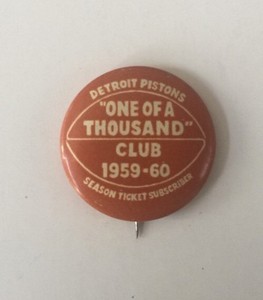 DETROIT PISTONS
"ONE OF A
THOUSAND"
CLUB
1959-60
SEASON TICKET SUBSCRIBER